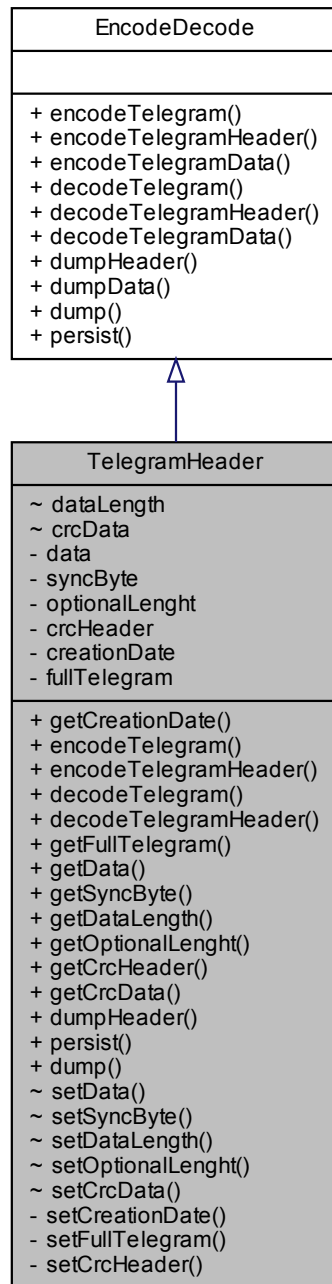 EncodeDecode
+ encodeTelegram()
+ encodeTelegramHeader()
+ encodeTelegramData()
+ decodeTelegram()
+ decodeTelegramHeader()
+ decodeTelegramData()
+ dumpHeader()
+ dumpData()
+ dump()
+ persist()
TelegramHeader
~ dataLength
~ crcData
- data
- syncByte
- optionalLenght
- crcHeader
- creationDate
- fullTelegram
+ getCreationDate()
+ encodeTelegram()
+ encodeTelegramHeader()
+ decodeTelegram()
+ decodeTelegramHeader()
+ getFullTelegram()
+ getData()
+ getSyncByte()
+ getDataLength()
+ getOptionalLenght()
+ getCrcHeader()
+ getCrcData()
+ dumpHeader()
+ persist()
+ dump()
~ setData()
~ setSyncByte()
~ setDataLength()
~ setOptionalLenght()
~ setCrcData()
- setCreationDate()
- setFullTelegram()
- setCrcHeader()